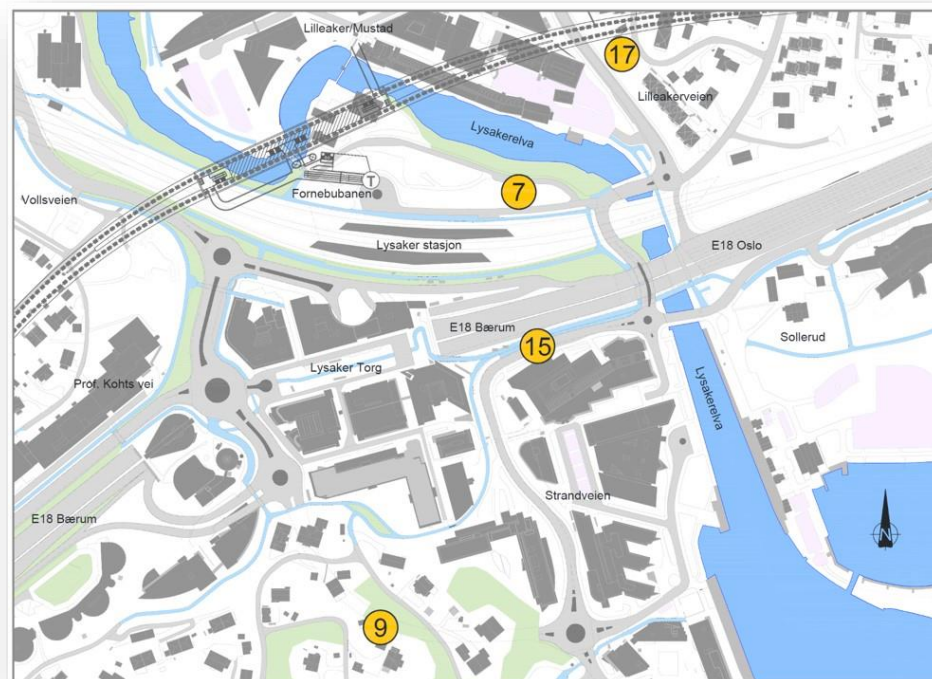 Lilleaker/Mustad
17
Lilleakerveien
Lysakerelva
T
7
Vollsveien
Fornebubanen
Lysaker stasjon
E18 Oslo
E18 Bærum
15
Sollerud
Lysaker Torg
Prof. Kohts vei
Lysakerelva
Strandveien
E18 Bærum
N
9